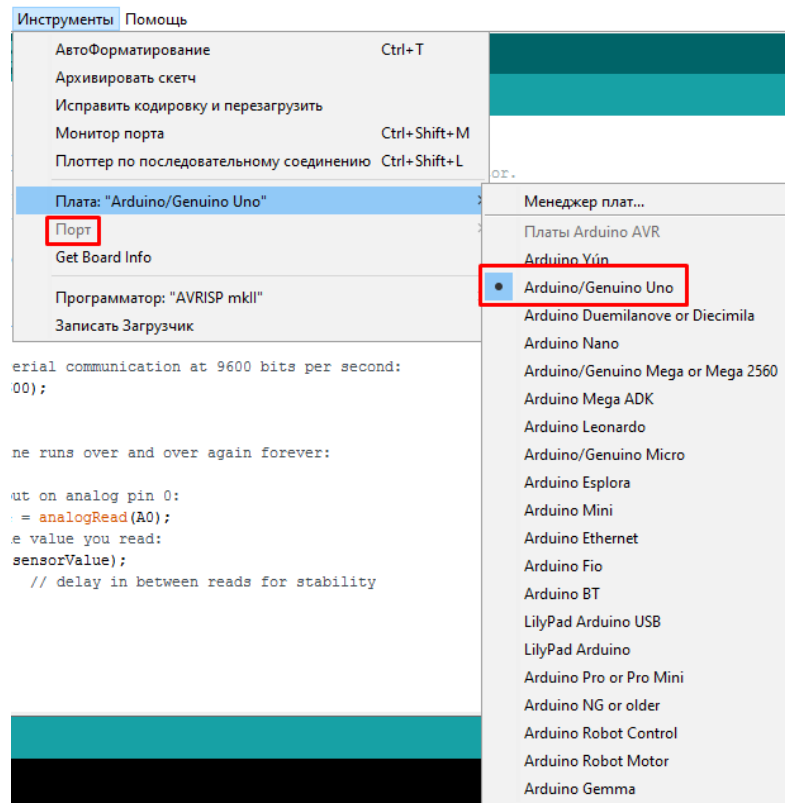 Инструменты Помощь
АвтоФорматирование Ctrl+T
Архивировать скетч
Исправить кодировку и перезагрузить
Монитор порта Ctrl+Shift+M
Плоттер по последовательному соединению Ctrl+Shift+L
or.
Плата: "Arduino/Genuino Uno"
Порт
Get Board Info
Программатор: "AVRISP mkII"
Записать Загрузчик
Менеджер плат...
Платы Arduino AVR
Arduino Yún
Arduino/Genuino Uno
Arduino Duemilanove or Diecimila
Arduino Nano
Arduino/Genuino Mega or Mega 2560
Arduino Mega ADK
Arduino Leonardo
Arduino/Genuino Micro
Arduino Esplora
Arduino Mini
Arduino Ethernet
Arduino Fio
Arduino BT
LilyPad Arduino USB
LilyPad Arduino
Arduino Pro or Pro Mini
Arduino NG or older
Arduino Robot Control
Arduino Robot Motor
Arduino Gemma
erial communication at 9600 bits per second:
00);
ne runs over and over again forever:
ut on analog pin 0:
= analogRead(A0);
e value you read:
sensorValue);
// delay in between reads for stability